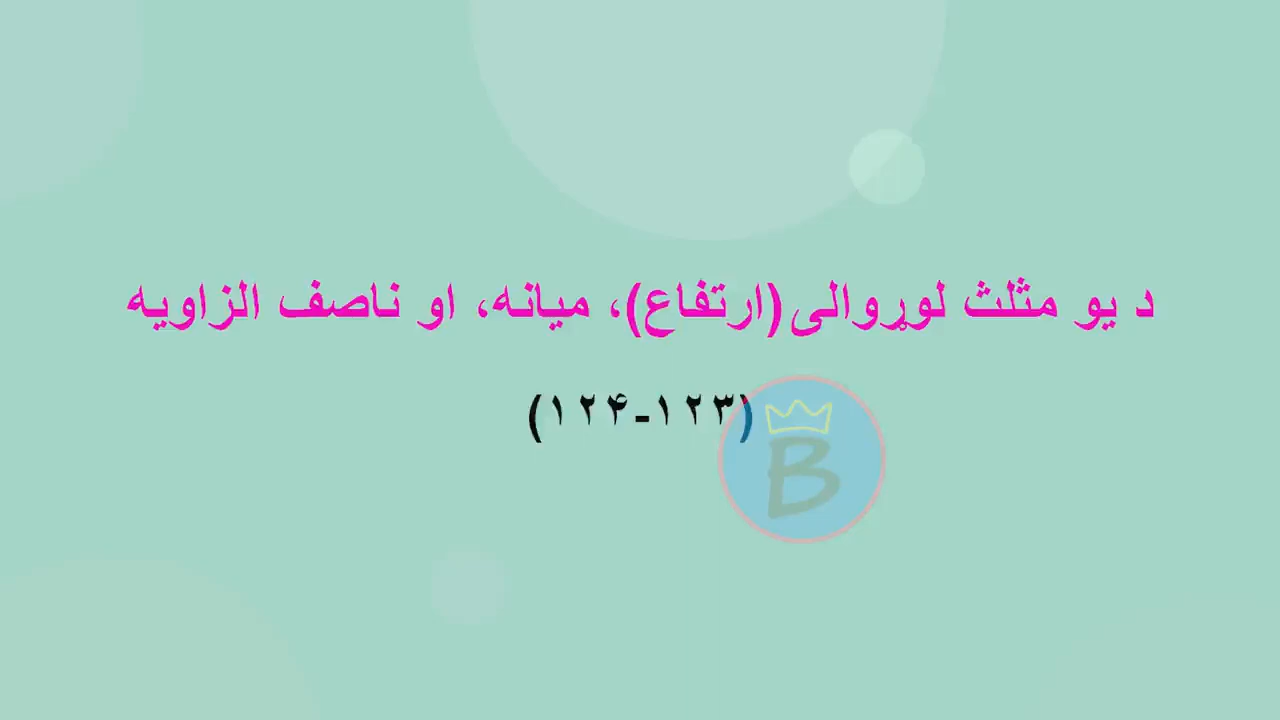 د یو مثلث لوړوالی(ارتفاع)، میانه، او ناصف الزاویه
(۱۲۳-۱۲۴)
B